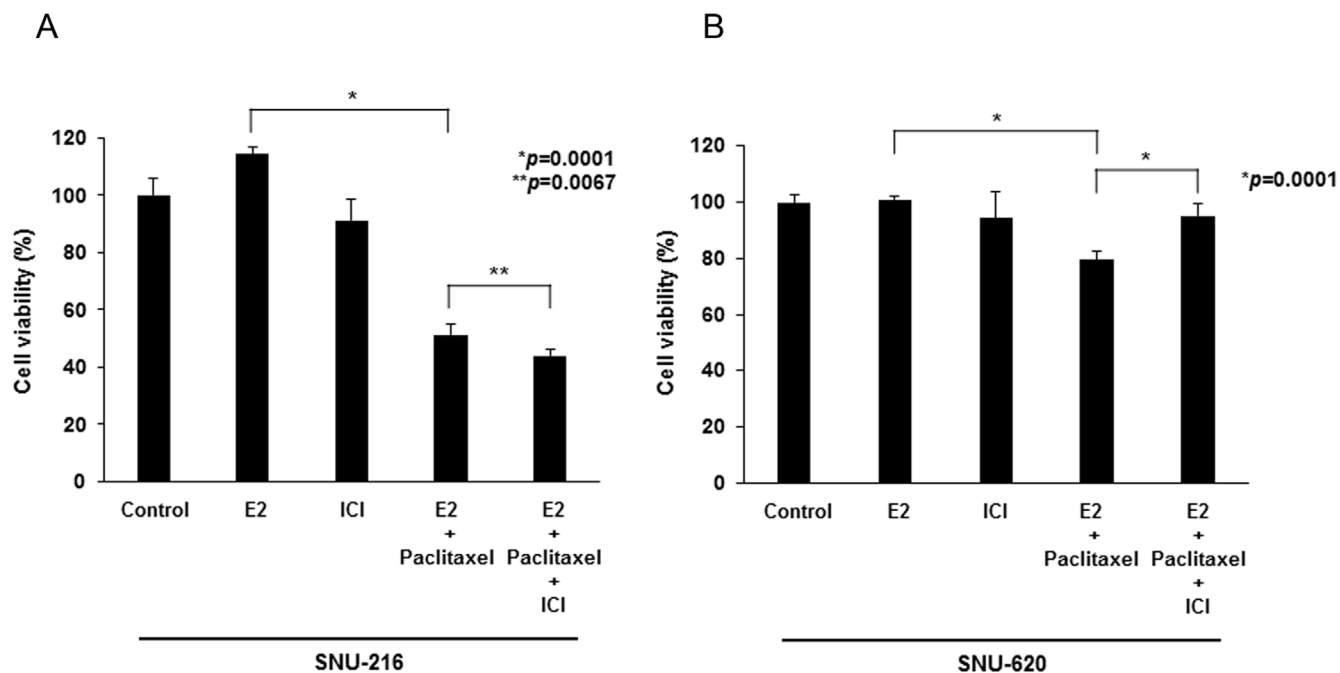 A
*
*p=0.0001
**p=0.0067
**
Cell viability (%)
120
100
80
60
40
20
0
Control
E2
ICI
E2
+
Paclitaxel
E2
+
Paclitaxel
+
ICI
SNU-216
B
*
*
*p=0.0001
Cell viability (%)
120
100
80
60
40
20
0
Control
E2
ICI
E2
+
Paclitaxel
E2
+
Paclitaxel
+
ICI
SNU-620